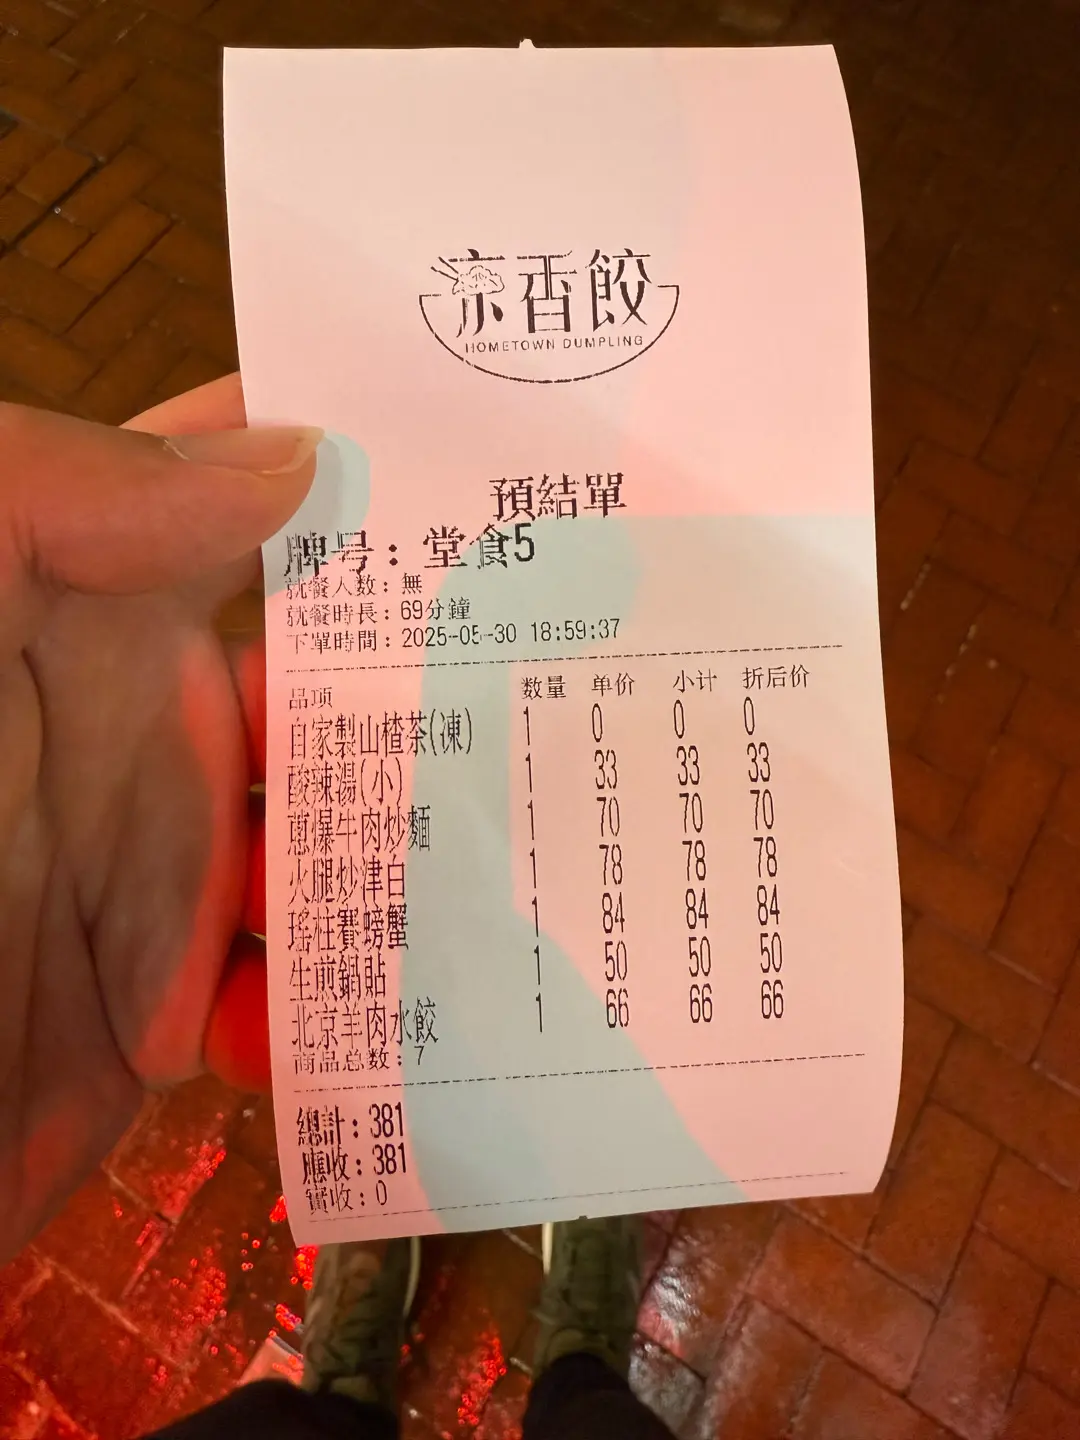 京香餃
HOMETOWN DUMPLING
預結單
牌号：堂食5
就餐人数：無
就餐時長：69分鐘
下單時間：2025-05-30 18:59:37
品项 数量 单价 小计 折后价
自家製山楂茶(凍) 1 0 0 0
酸辣湯(小) 1 33 33 33
蔥爆牛肉炒麵 1 70 70 70
火腿炒津白 1 78 78 78
瑤柱賽螃蟹 1 84 84 84
生煎鍋貼 1 50 50 50
北京羊肉水餃 1 66 66 66
商品总数：7
總計：381
應收：381
實收：0